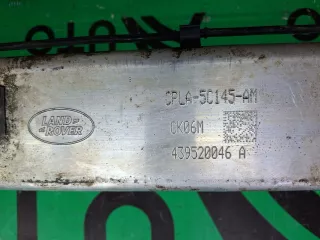 LAND-
-ROVER
CPLA-5C145-AM
CK06M
439520046 A